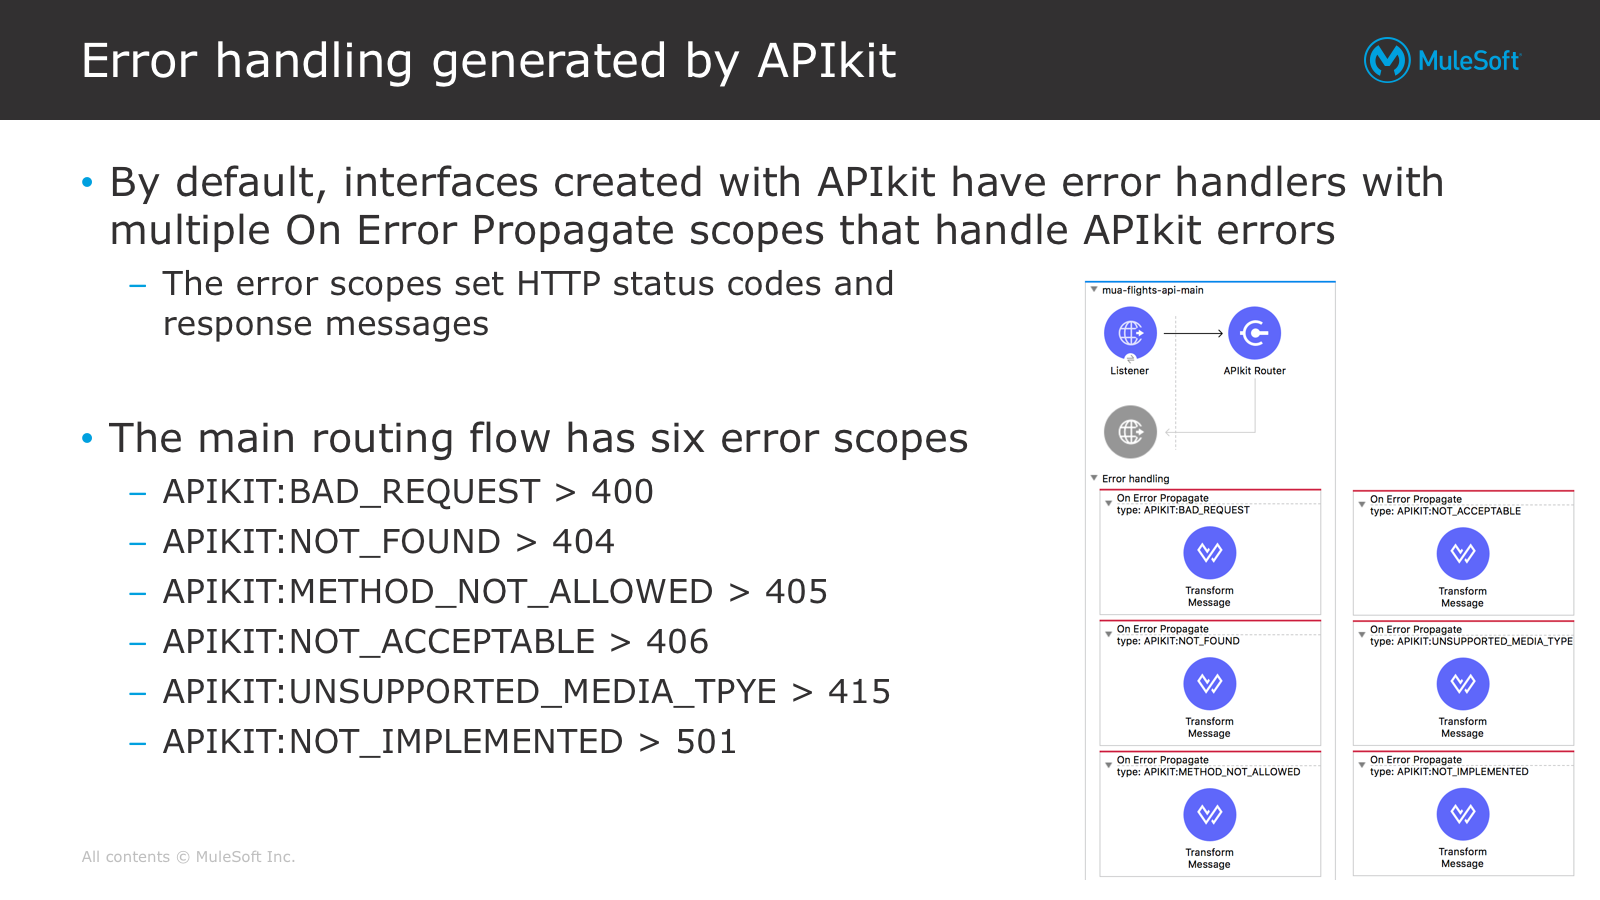 Error handling generated by APIkit
MuleSoft
• By default, interfaces created with APIkit have error handlers with
multiple On Error Propagate scopes that handle APIkit errors
– The error scopes set HTTP status codes and
response messages
• The main routing flow has six error scopes
– APIKIT:BAD_REQUEST > 400
– APIKIT:NOT_FOUND > 404
– APIKIT:METHOD_NOT_ALLOWED > 405
– APIKIT:NOT_ACCEPTABLE > 406
– APIKIT:UNSUPPORTED_MEDIA_TPYE > 415
– APIKIT:NOT_IMPLEMENTED > 501
mua-flights-api-main
Listener
APIkit Router
Error handling
On Error Propagate
type: APIKIT:BAD_REQUEST
Transform
Message
On Error Propagate
type: APIKIT:NOT_ACCEPTABLE
Transform
Message
On Error Propagate
type: APIKIT:NOT_FOUND
Transform
Message
On Error Propagate
type: APIKIT:UNSUPPORTED_MEDIA_TYPE
Transform
Message
On Error Propagate
type: APIKIT:METHOD_NOT_ALLOWED
Transform
Message
On Error Propagate
type: APIKIT:NOT_IMPLEMENTED
Transform
Message
All contents © MuleSoft Inc.